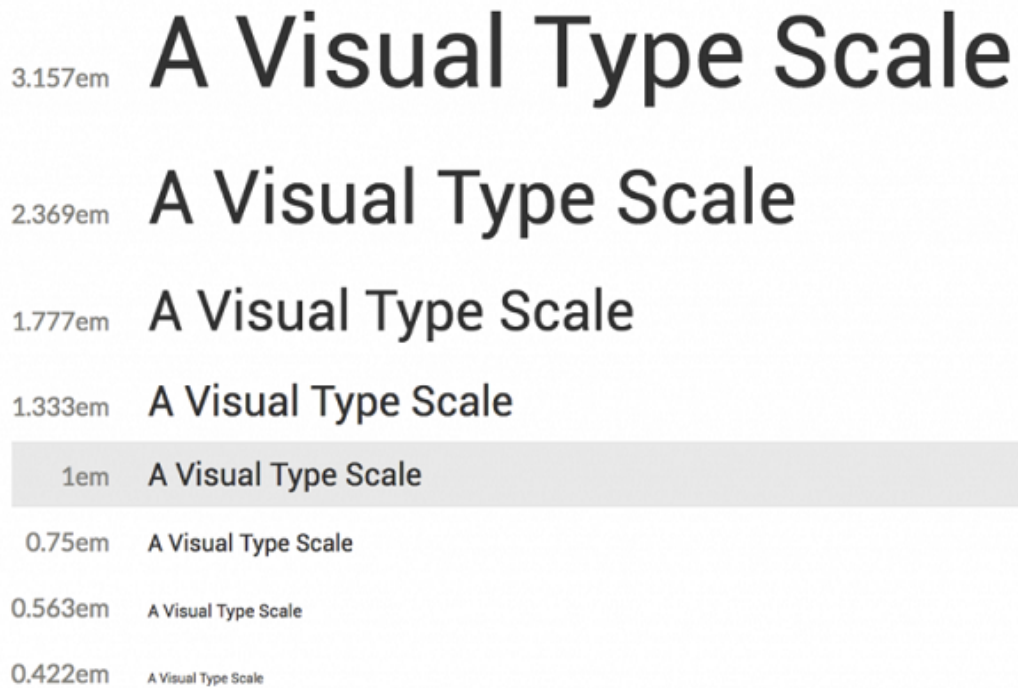 3.157em A Visual Type Scale
2.369em A Visual Type Scale
1.777em A Visual Type Scale
1.333em A Visual Type Scale
1em A Visual Type Scale
0.75em A Visual Type Scale
0.563em A Visual Type Scale
0.422em A Visual Type Scale